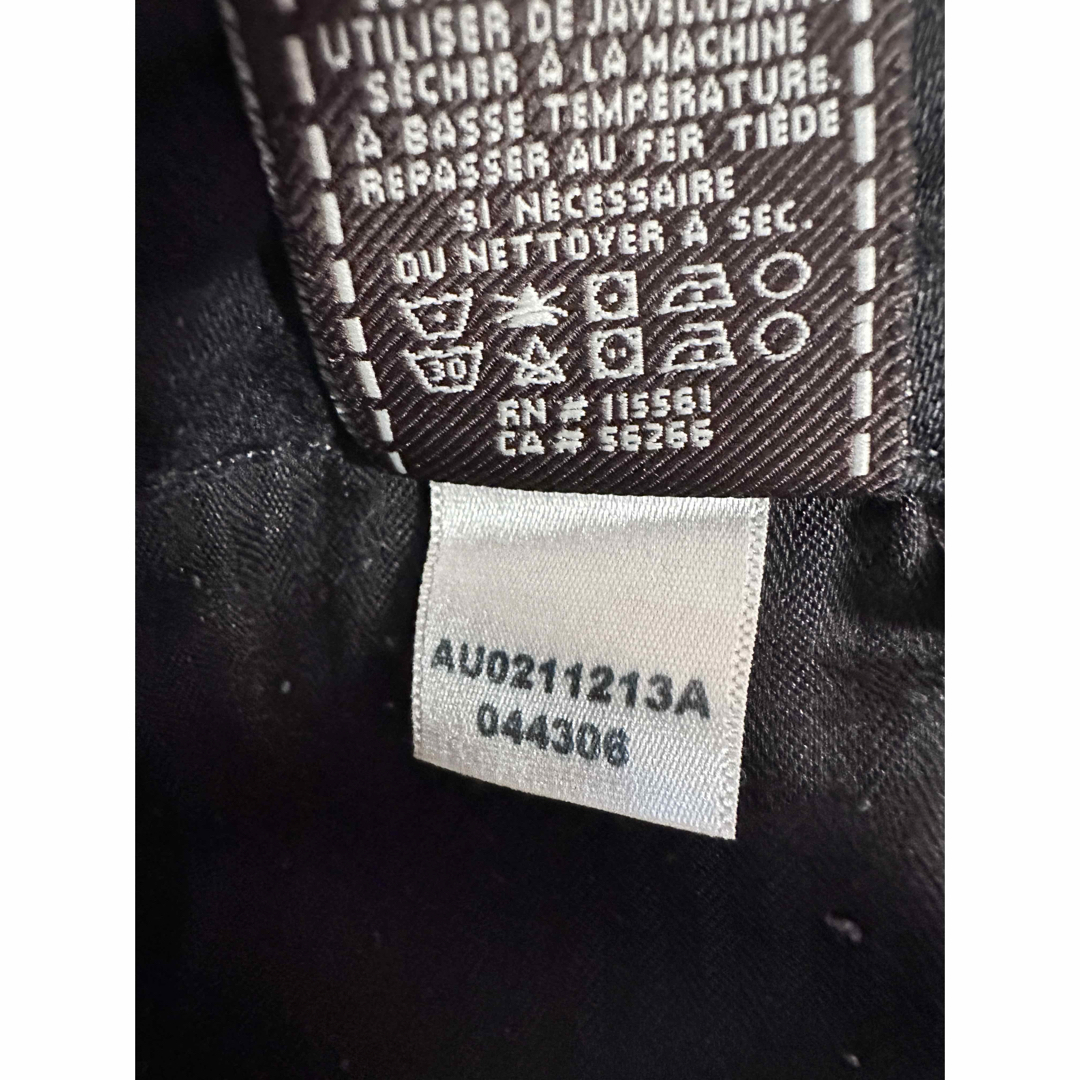 UTILISER DE JAVELLISANT
SÉCHER À LA MACHINE
À BASSE TEMPÉRATURE.
REPASSER AU FER TIÈDE
SI NÉCESSAIRE
OU NETTOYER À SEC.
30
RN # 115561
CA # 56266
AU0211213A
044306